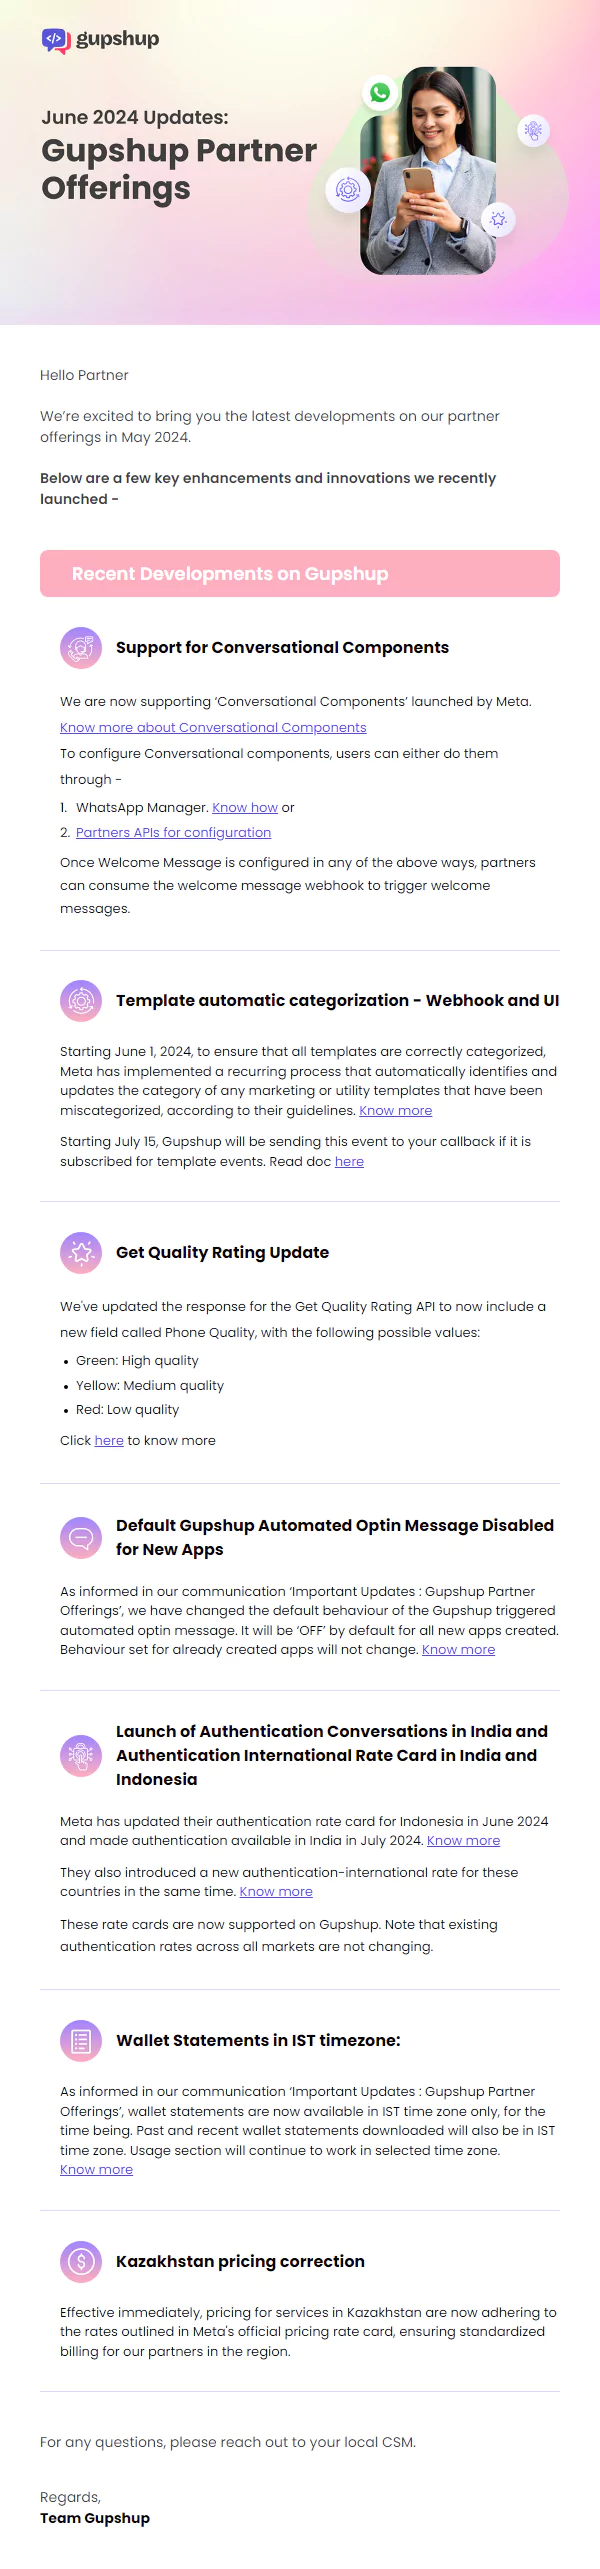 gupshup
June 2024 Updates:
Gupshup Partner
Offerings
Hello Partner
We’re excited to bring you the latest developments on our partner
offerings in May 2024.
Below are a few key enhancements and innovations we recently
launched -
Recent Developments on Gupshup
Support for Conversational Components
We are now supporting ‘Conversational Components’ launched by Meta.
Know more about Conversational Components
To configure Conversational components, users can either do them
through -
1. WhatsApp Manager. Know how or
2. Partners APIs for configuration
Once Welcome Message is configured in any of the above ways, partners
can consume the welcome message webhook to trigger welcome
messages.
Template automatic categorization - Webhook and UI
Starting June 1, 2024, to ensure that all templates are correctly categorized,
Meta has implemented a recurring process that automatically identifies and
updates the category of any marketing or utility templates that have been
miscategorized, according to their guidelines. Know more
Starting July 15, Gupshup will be sending this event to your callback if it is
subscribed for template events. Read doc here
Get Quality Rating Update
We've updated the response for the Get Quality Rating API to now include a
new field called Phone Quality, with the following possible values:
• Green: High quality
• Yellow: Medium quality
• Red: Low quality
Click here to know more
Default Gupshup Automated Optin Message Disabled
for New Apps
As informed in our communication ‘Important Updates : Gupshup Partner
Offerings’, we have changed the default behaviour of the Gupshup triggered
automated optin message. It will be ‘OFF’ by default for all new apps created.
Behaviour set for already created apps will not change. Know more
Launch of Authentication Conversations in India and
Authentication International Rate Card in India and
Indonesia
Meta has updated their authentication rate card for Indonesia in June 2024
and made authentication available in India in July 2024. Know more
They also introduced a new authentication-international rate for these
countries in the same time. Know more
These rate cards are now supported on Gupshup. Note that existing
authentication rates across all markets are not changing.
Wallet Statements in IST timezone:
As informed in our communication ‘Important Updates : Gupshup Partner
Offerings’, wallet statements are now available in IST time zone only, for the
time being. Past and recent wallet statements downloaded will also be in IST
time zone. Usage section will continue to work in selected time zone.
Know more
Kazakhstan pricing correction
Effective immediately, pricing for services in Kazakhstan are now adhering to
the rates outlined in Meta's official pricing rate card, ensuring standardized
billing for our partners in the region.
For any questions, please reach out to your local CSM.
Regards,
Team Gupshup